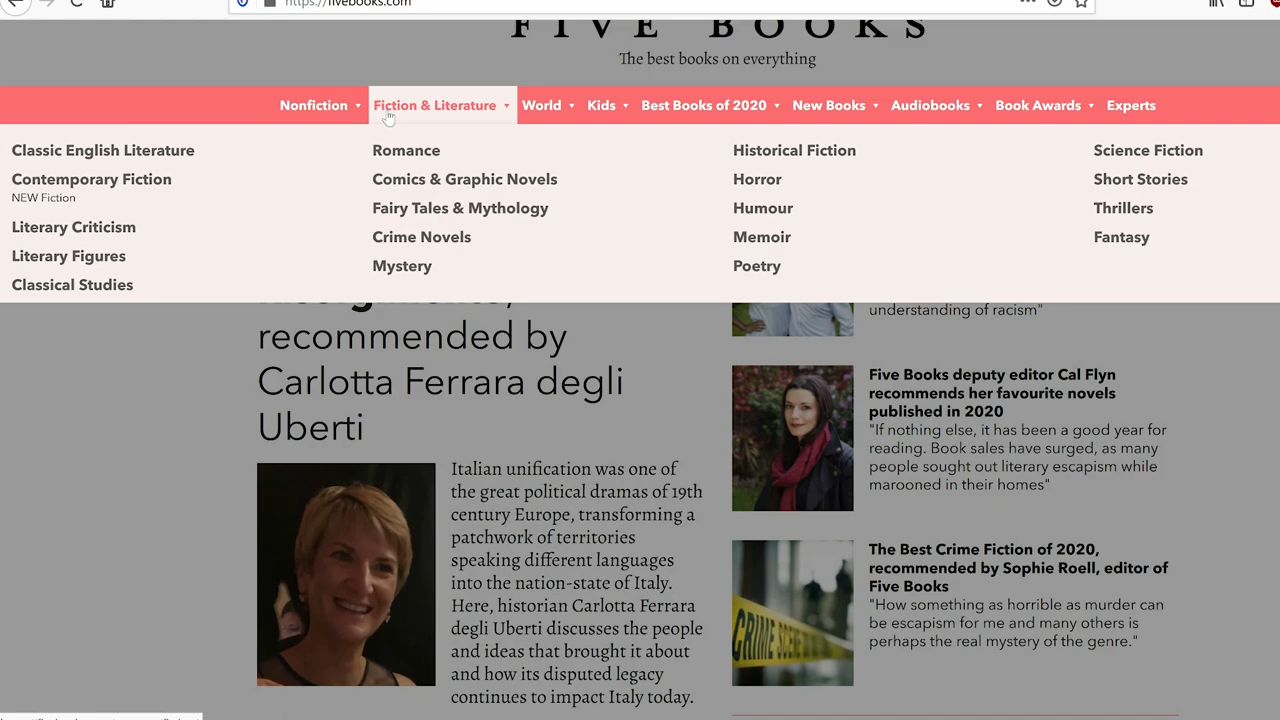 https://fivebooks.com
FIVE BOOKS
The best books on everything
Nonfiction Fiction & Literature World Kids Best Books of 2020 New Books Audiobooks Book Awards Experts
Classic English Literature
Contemporary Fiction
NEW Fiction
Literary Criticism
Literary Figures
Classical Studies
Romance
Comics & Graphic Novels
Fairy Tales & Mythology
Crime Novels
Mystery
Historical Fiction
Horror
Humour
Memoir
Poetry
Science Fiction
Short Stories
Thrillers
Fantasy
recommended by
Carlotta Ferrara degli
Uberti
Italian unification was one of
the great political dramas of 19th
century Europe, transforming a
patchwork of territories
speaking different languages
into the nation-state of Italy.
Here, historian Carlotta Ferrara
degli Uberti discusses the people
and ideas that brought it about
and how its disputed legacy
continues to impact Italy today.
understanding of racism"
Five Books deputy editor Cal Flyn
recommends her favourite novels
published in 2020
"If nothing else, it has been a good year for
reading. Book sales have surged, as many
people sought out literary escapism while
marooned in their homes"
The Best Crime Fiction of 2020,
recommended by Sophie Roell, editor of
Five Books
"How something as horrible as murder can
be escapism for me and many others is
perhaps the real mystery of the genre."
CRIME SCENE